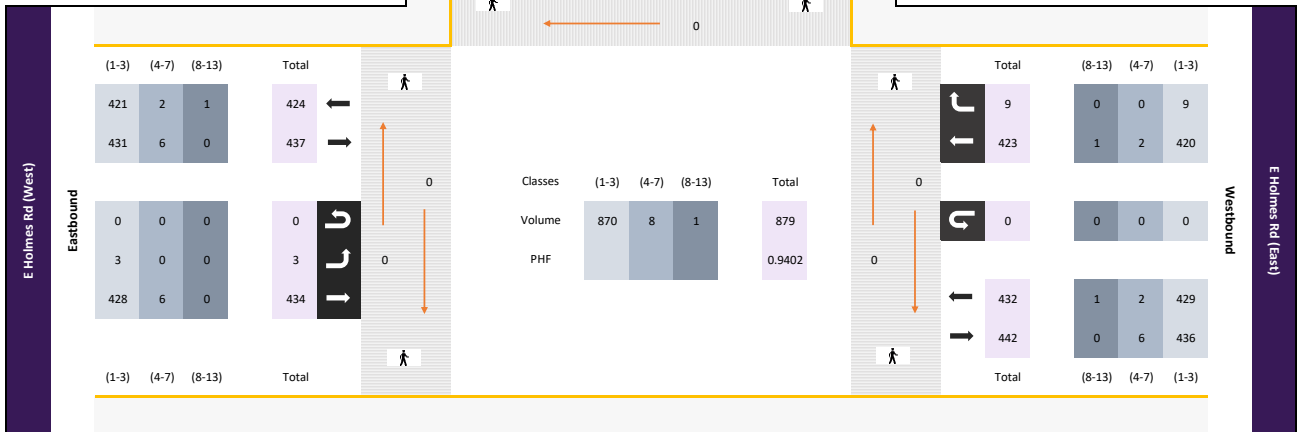 0
(1-3) (4-7) (8-13) Total
421 2 1 424
431 6 0 437
0 0 0 0
3 0 0 3
428 6 0 434
(1-3) (4-7) (8-13) Total
E Holmes Rd (West)
Eastbound
0
0
Classes (1-3) (4-7) (8-13) Total
Volume 870 8 1 879
PHF 0.9402
0
0
Total (8-13) (4-7) (1-3)
9 0 0 9
423 1 2 420
0 0 0 0
432 1 2 429
442 0 6 436
Total (8-13) (4-7) (1-3)
Westbound
E Holmes Rd (East)